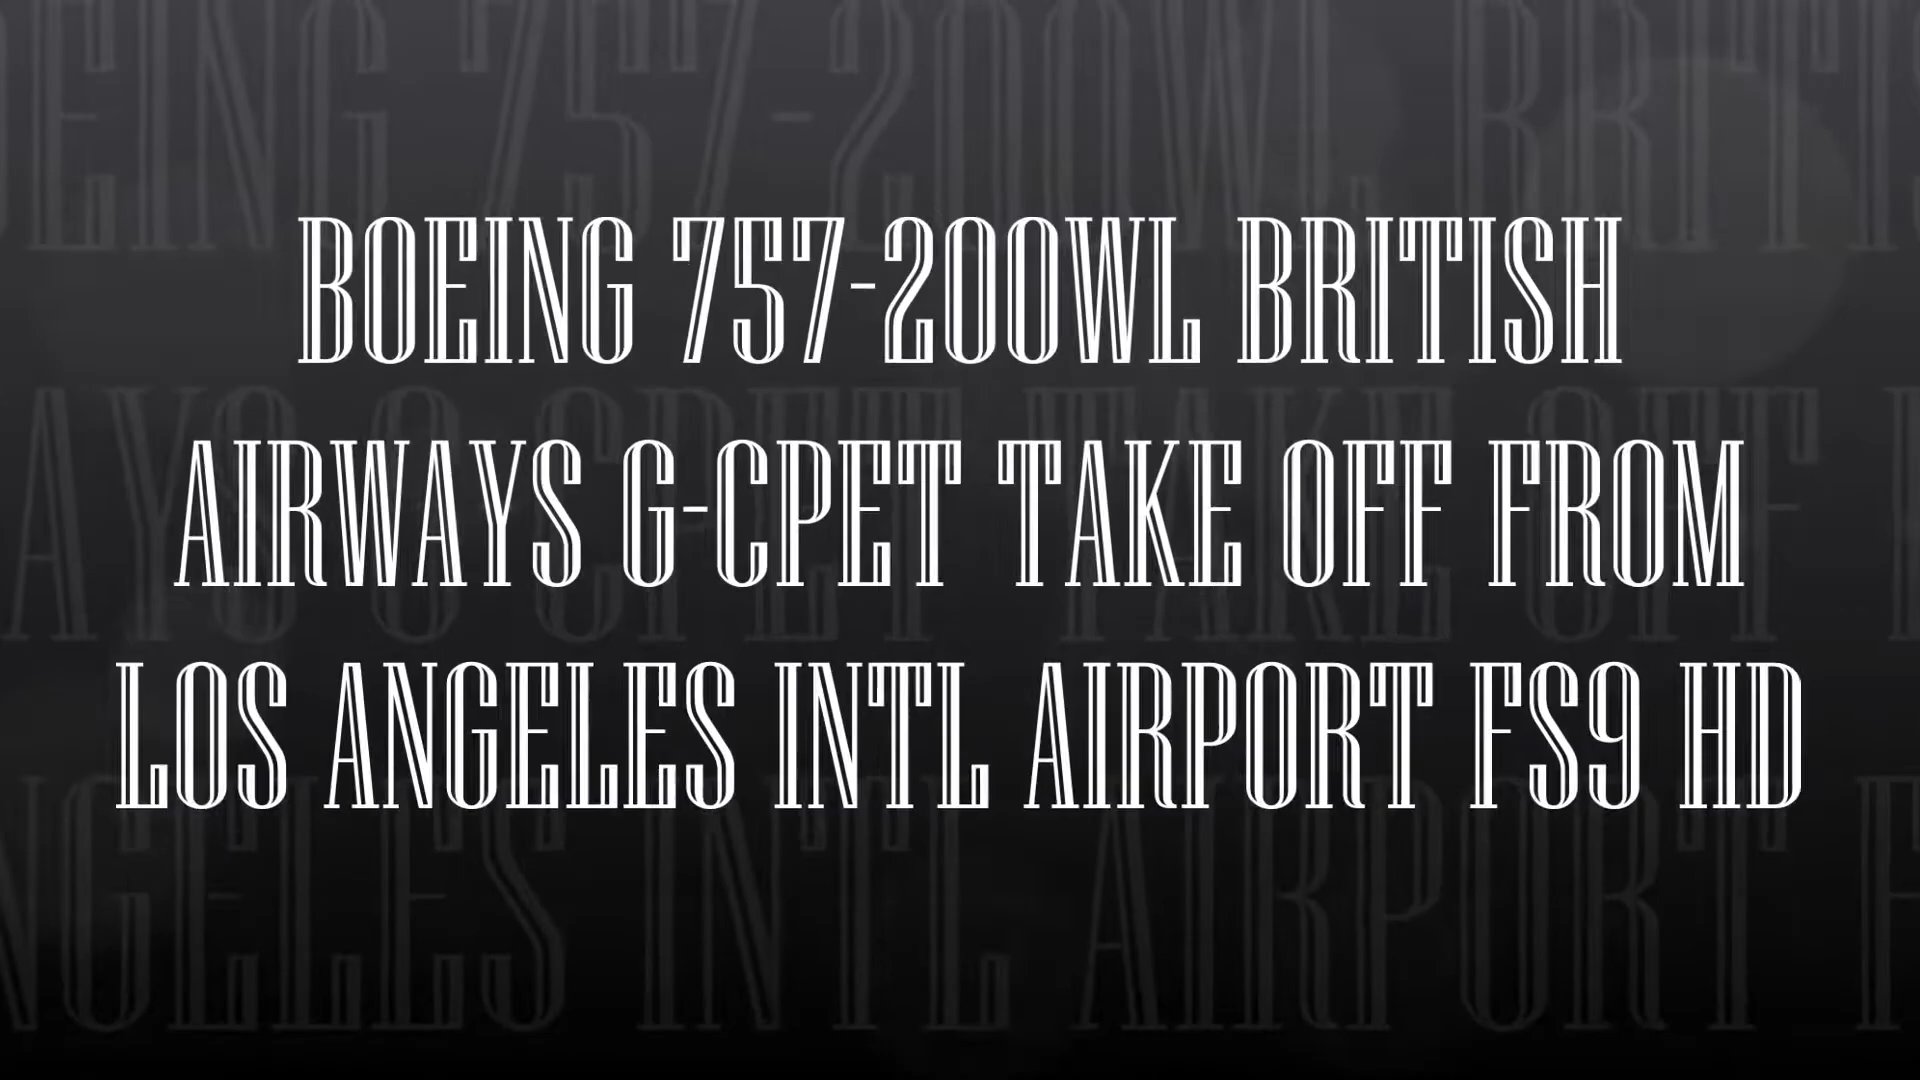 BOEING 757-200WL BRITISH
AIRWAYS G-CPET TAKE OFF FROM
LOS ANGELES INTL AIRPORT FS9 HD